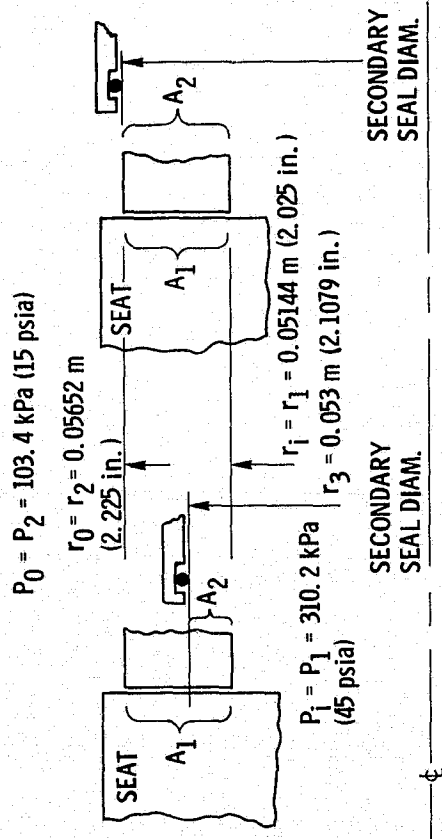 P0 = P2 = 103.4 kPa (15 psia)
r0 = r2 = 0.05652 m
(2.225 in.)
SEAT
A1
A2
Pi = P1 = 310.2 kPa
(45 psia)
SECONDARY
SEAL DIAM.
SEAT
A1
A2
ri = r1 = 0.05144 m (2.025 in.)
r3 = 0.053 m (2.1079 in.)
SECONDARY
SEAL DIAM.
℄